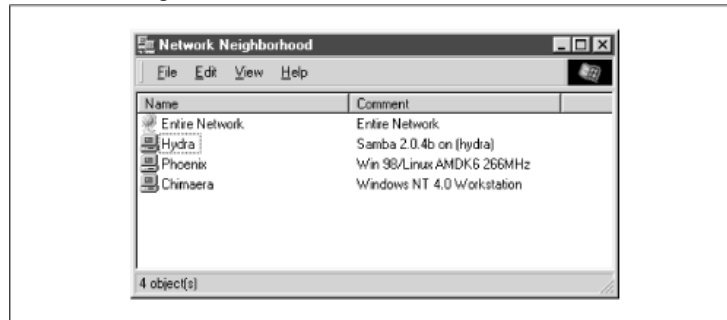 Network Neighborhood
File Edit View Help
Name Comment
Entire Network Entire Network
Hydra Samba 2.0.4b on (hydra)
Phoenix Win 98/Linux AMDK6 266MHz
Chimaera Windows NT 4.0 Workstation
4 object(s)